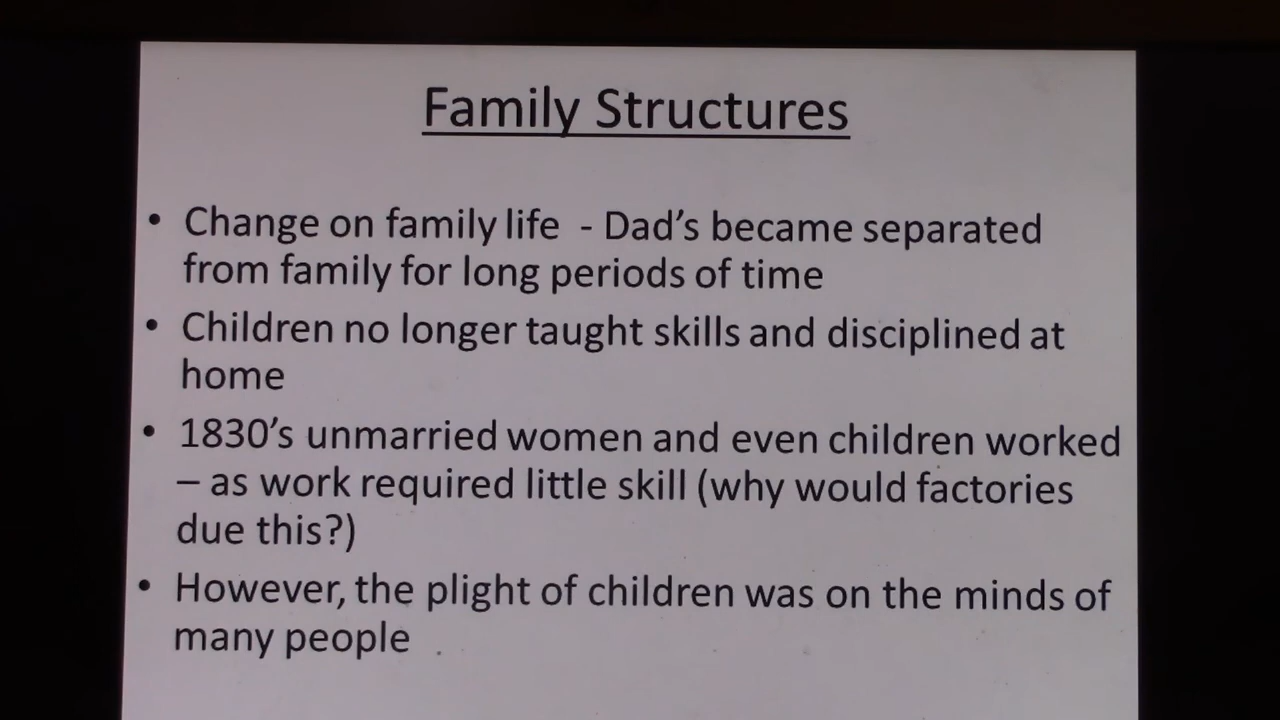 Family Structures
• Change on family life - Dad's became separated
from family for long periods of time
• Children no longer taught skills and disciplined at
home
• 1830's unmarried women and even children worked
– as work required little skill (why would factories
due this?)
• However, the plight of children was on the minds of
many people